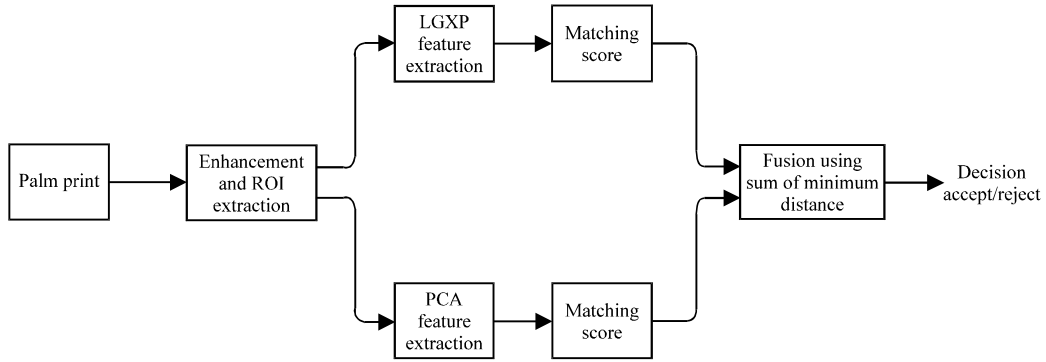 LGXP
feature
extraction
Matching
score
Palm print
Enhancement
and ROI
extraction
Fusion using
sum of minimum
distance
Decision
accept/reject
PCA
feature
extraction
Matching
score